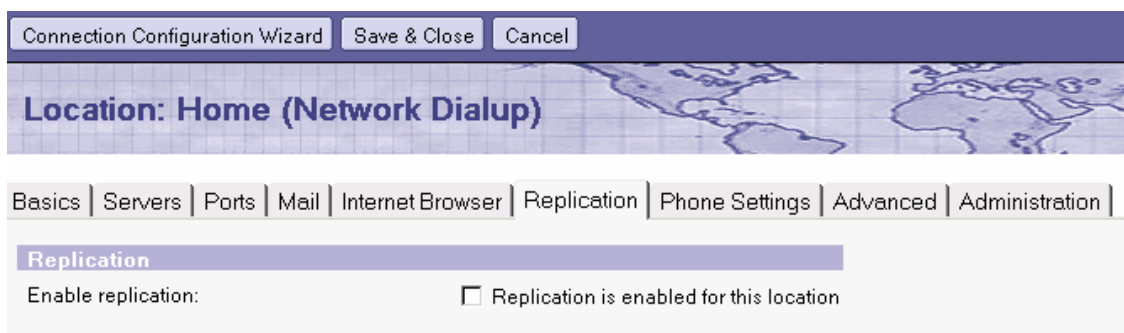 Connection Configuration Wizard Save & Close Cancel
Location: Home (Network Dialup)
Basics Servers Ports Mail Internet Browser Replication Phone Settings Advanced Administration
Replication
Enable replication: Replication is enabled for this location